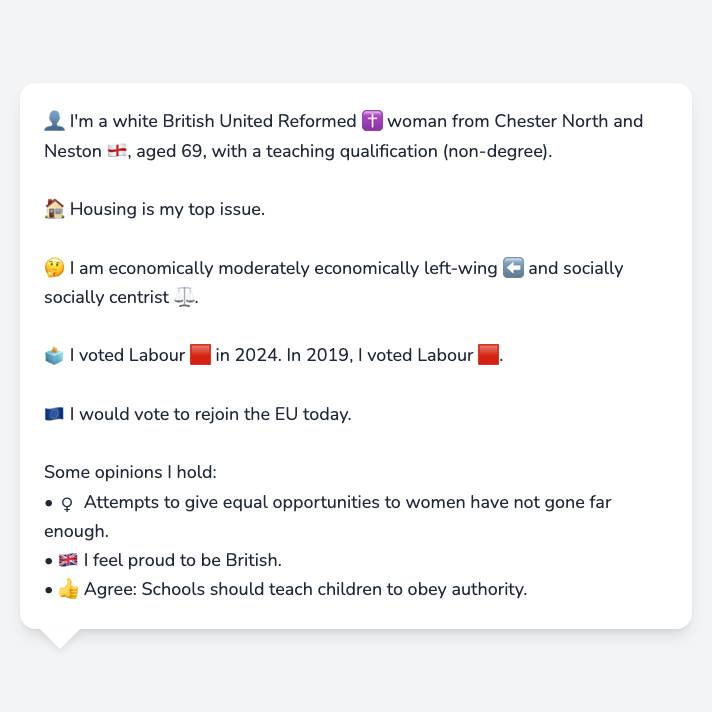 👤 I'm a white British United Reformed ✝️ woman from Chester North and
Neston 🏴󠁧󠁢󠁥󠁮󠁧󠁿, aged 69, with a teaching qualification (non-degree).
🏠 Housing is my top issue.
🤔 I am economically moderately economically left-wing ⬅️ and socially
socially centrist ⚖️.
🗳️ I voted Labour 🟥 in 2024. In 2019, I voted Labour 🟥.
🇪🇺 I would vote to rejoin the EU today.
Some opinions I hold:
• ♀ Attempts to give equal opportunities to women have not gone far
enough.
• 🇬🇧 I feel proud to be British.
• 👍 Agree: Schools should teach children to obey authority.